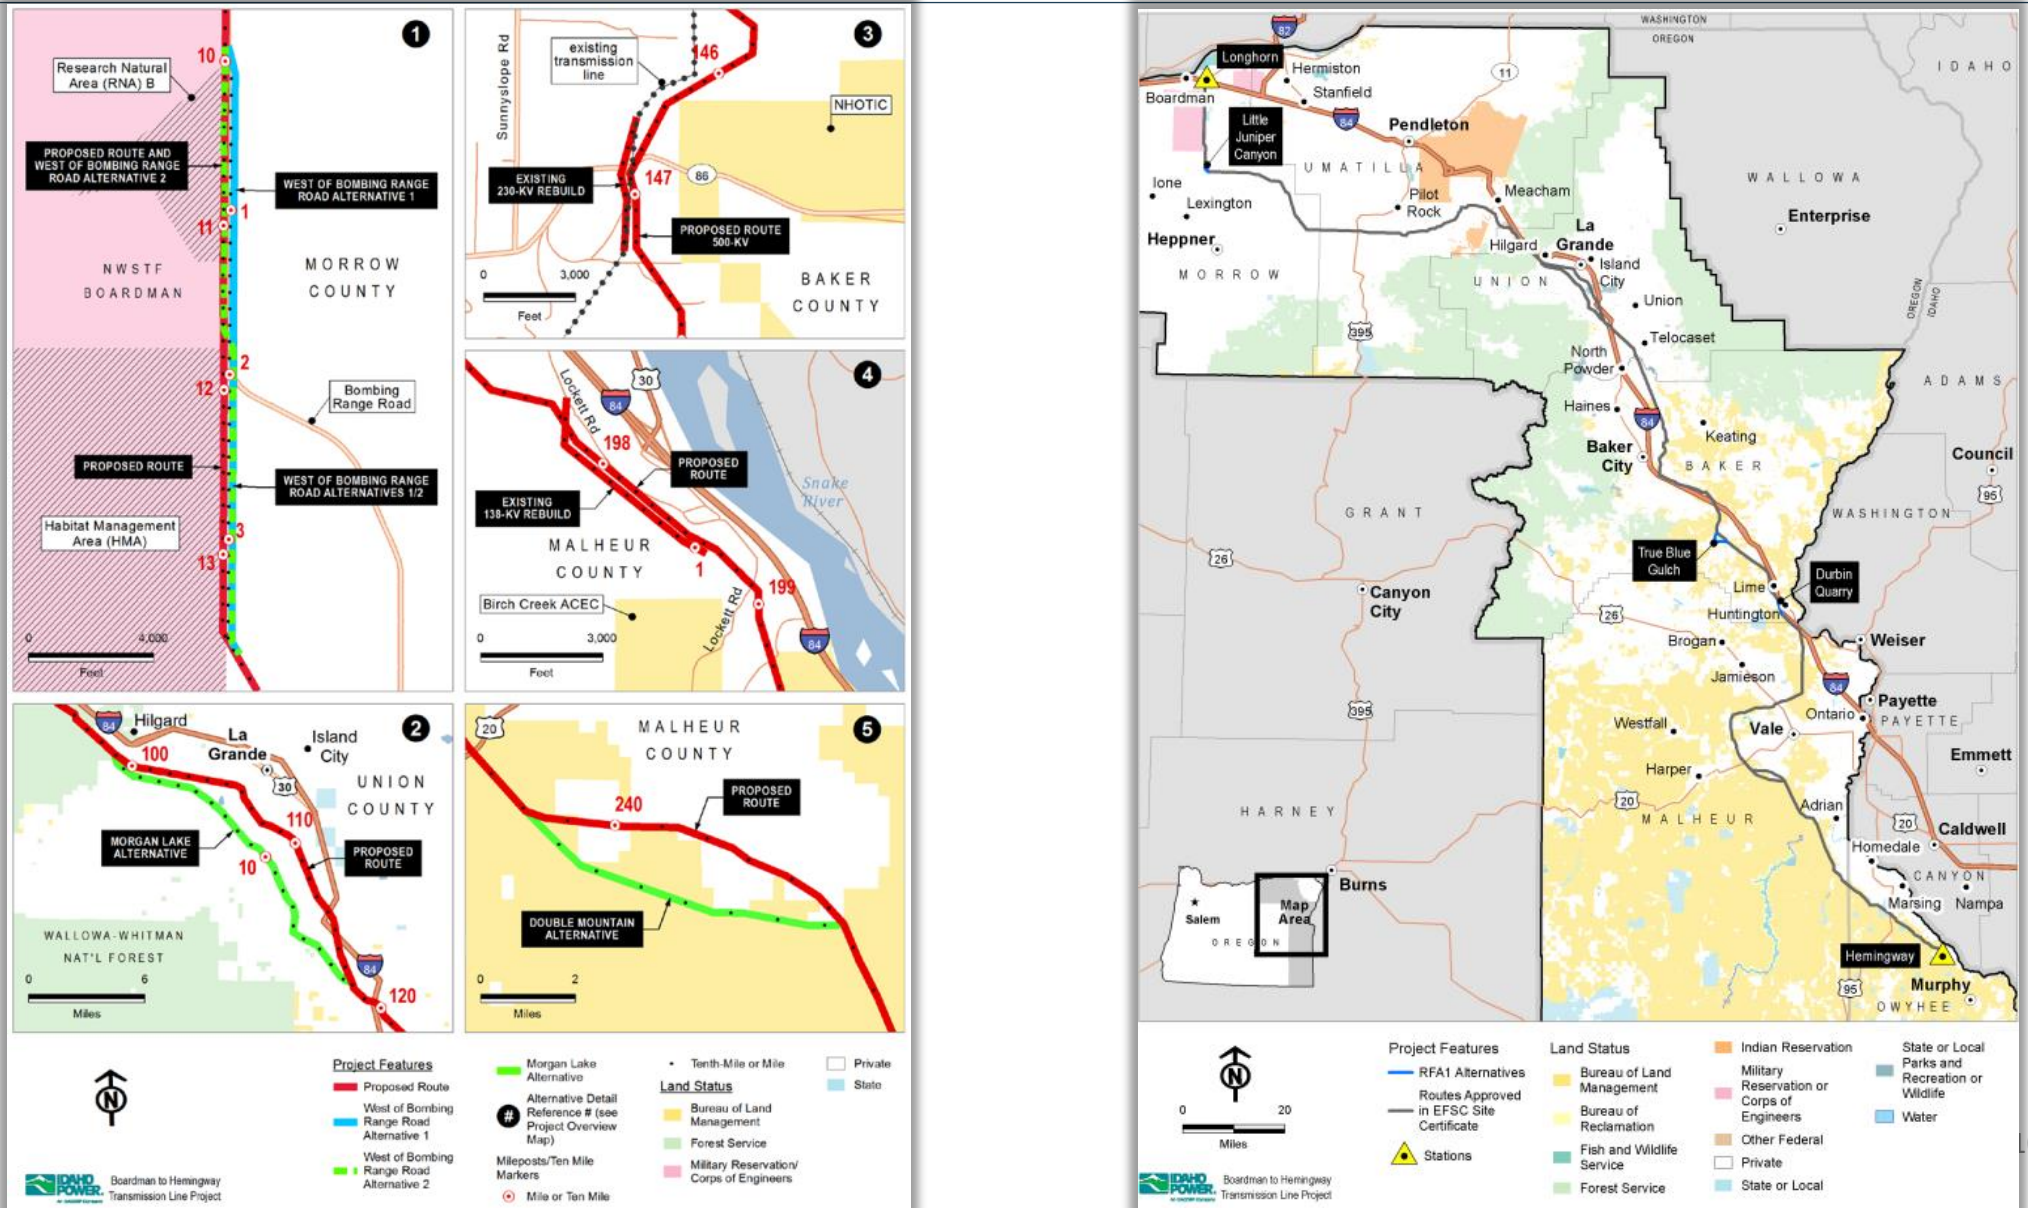 1
10
Research Natural
Area (RNA) B
PROPOSED ROUTE AND
WEST OF BOMBING RANGE
ROAD ALTERNATIVE 2
WEST OF BOMBING RANGE
ROAD ALTERNATIVE 1
1
11
NWSTF
BOARDMAN
MORROW
COUNTY
2
12
Bombing
Range Road
PROPOSED ROUTE
WEST OF BOMBING RANGE
ROAD ALTERNATIVES 1/2
Habitat Management
Area (HMA)
3
13
0 4,000
Feet
3
Sunnyslope Rd
existing
transmission
line
146
NHOTIC
EXISTING
230-KV REBUILD
147
86
PROPOSED ROUTE
500-KV
0 3,000
Feet
BAKER
COUNTY
4
Lockett Rd
30
84
198
PROPOSED
ROUTE
EXISTING
138-KV REBUILD
Snake
River
MALHEUR
COUNTY
1
199
Birch Creek ACEC
Lockett Rd
84
0 3,000
Feet
2
84
Hilgard
100
La
Grande
Island
City
30
UNION
COUNTY
110
MORGAN LAKE
ALTERNATIVE
10
PROPOSED
ROUTE
WALLOWA-WHITMAN
NAT'L FOREST
84
120
0 6
Miles
5
20
MALHEUR
COUNTY
240
PROPOSED
ROUTE
DOUBLE MOUNTAIN
ALTERNATIVE
0 2
Miles
N
IDAHO
POWER.
Boardman to Hemingway
Transmission Line Project
Project Features
Proposed Route
West of Bombing
Range Road
Alternative 1
West of Bombing
Range Road
Alternative 2
Morgan Lake
Alternative
#
Alternative Detail
Reference # (see
Project Overview
Map)
Mileposts/Ten Mile
Markers
Mile or Ten Mile
Tenth-Mile or Mile
Land Status
Bureau of Land
Management
Forest Service
Military Reservation/
Corps of Engineers
Private
State
82
WASHINGTON
OREGON
IDAHO
Longhorn
Hermiston
11
Boardman
Stanfield
84
Little
Juniper
Canyon
Pendleton
UMATILLA
WALLOWA
Ione
Lexington
Pilot
Rock
Meacham
Enterprise
Heppner
La
Grande
Hilgard
Island
City
MORROW
UNION
Union
OREGON
IDAHO
395
Telocaset
North
Powder
ADAMS
Haines
84
Keating
Baker
City
BAKER
Council
95
GRANT
WASHINGTON
26
True Blue
Gulch
Durbin
Quarry
Lime
Canyon
City
26
Huntington
Brogan
Weiser
Jamieson
84
Payette
395
Westfall
Vale
Ontario
PAYETTE
Emmett
Harper
20
HARNEY
MALHEUR
Adrian
20
Caldwell
Homedale
Burns
CANYON
Marsing
Nampa
Salem
Map
Area
OREGON
Hemingway
Murphy
95
OWYHEE
N
0 20
Miles
IDAHO
POWER.
Boardman to Hemingway
Transmission Line Project
Project Features
RFA1 Alternatives
Routes Approved
in EFSC Site
Certificate
Stations
Land Status
Bureau of Land
Management
Bureau of
Reclamation
Fish and Wildlife
Service
Forest Service
Indian Reservation
Military
Reservation or
Corps of
Engineers
Other Federal
Private
State or Local
State or Local
Parks and
Recreation or
Wildlife
Water